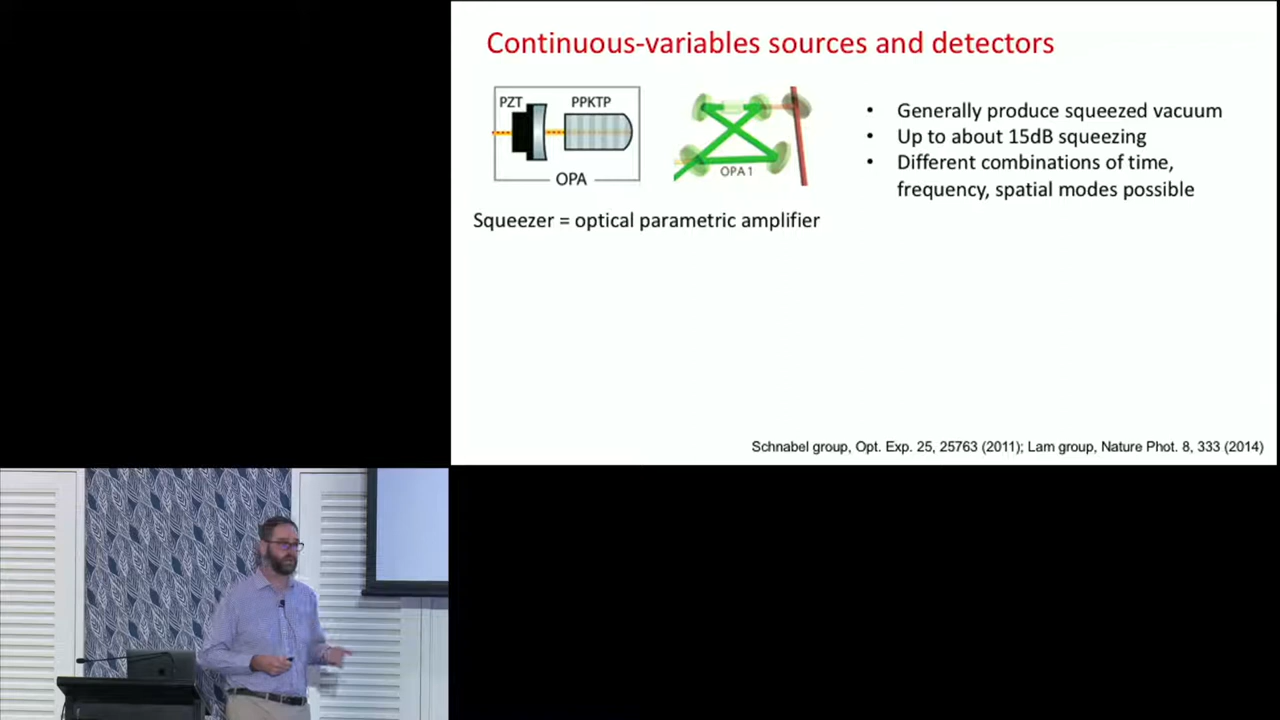 Continuous-variables sources and detectors
PZT
PPKTP
OPA
OPA 1
Squeezer = optical parametric amplifier
• Generally produce squeezed vacuum
• Up to about 15dB squeezing
• Different combinations of time,
frequency, spatial modes possible
Schnabel group, Opt. Exp. 25, 25763 (2011); Lam group, Nature Phot. 8, 333 (2014)